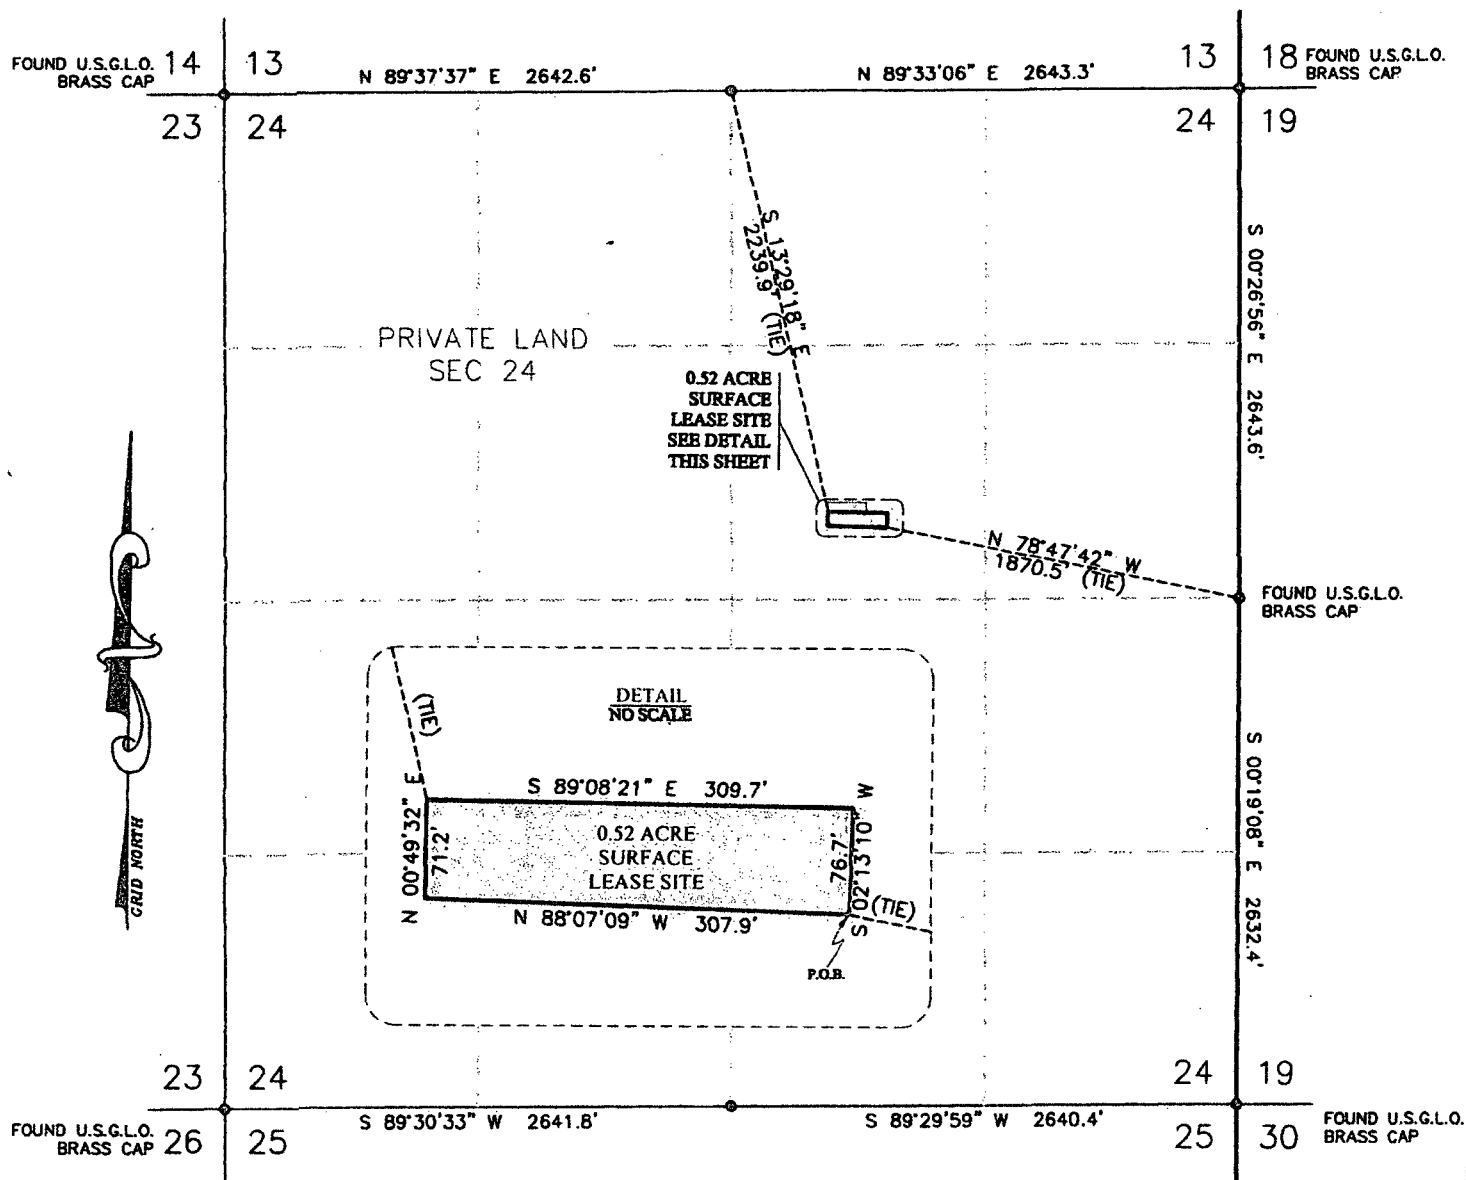 FOUND U.S.G.L.O.
BRASS CAP
14
13
N 89°37'37" E 2642.6'
N 89°33'06" E 2643.3'
13
18
FOUND U.S.G.L.O.
BRASS CAP
23
24
24
19
S 13°29'18" E
2239.9' (TIE)
S 00°26'56" E 2643.6'
PRIVATE LAND
SEC 24
0.52 ACRE
SURFACE
LEASE SITE
SEE DETAIL
THIS SHEET
N 78°47'42" W
1870.5' (TIE)
FOUND U.S.G.L.O.
BRASS CAP
GRID NORTH
DETAIL
NO SCALE
(TIE)
S 89°08'21" E 309.7'
N 00°49'32" E
71.2'
0.52 ACRE
SURFACE
LEASE SITE
76.7'
S 02°13'10" W
(TIE)
N 88°07'09" W 307.9'
P.O.B.
S 00°19'08" E 2632.4'
23
24
24
19
S 89°30'33" W 2641.8'
S 89°29'59" W 2640.4'
FOUND U.S.G.L.O.
BRASS CAP
26
25
25
30
FOUND U.S.G.L.O.
BRASS CAP